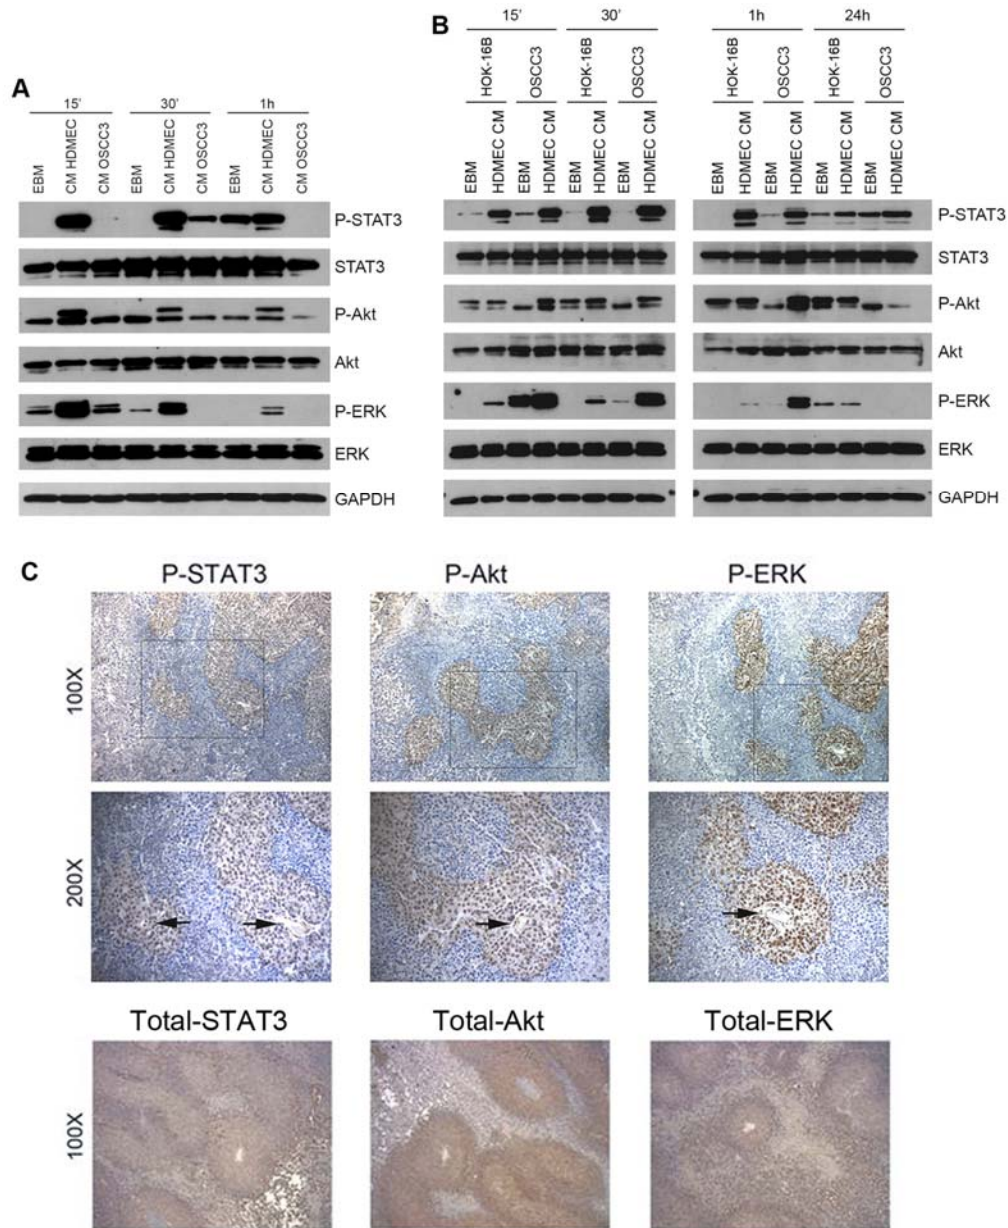 A
15' 30' 1h
EBM CM HDMEC CM OSCC3 EBM CM HDMEC CM OSCC3 EBM CM HDMEC CM OSCC3
P-STAT3
STAT3
P-Akt
Akt
P-ERK
ERK
GAPDH
B
15' 30' 1h 24h
HOK-16B OSCC3 HOK-16B OSCC3 HOK-16B OSCC3 HOK-16B OSCC3
EBM HDMEC CM EBM HDMEC CM EBM HDMEC CM EBM HDMEC CM EBM HDMEC CM EBM HDMEC CM EBM HDMEC CM EBM HDMEC CM
P-STAT3
STAT3
P-Akt
Akt
P-ERK
ERK
GAPDH
C
P-STAT3 P-Akt P-ERK
100X
200X
Total-STAT3 Total-Akt Total-ERK
100X